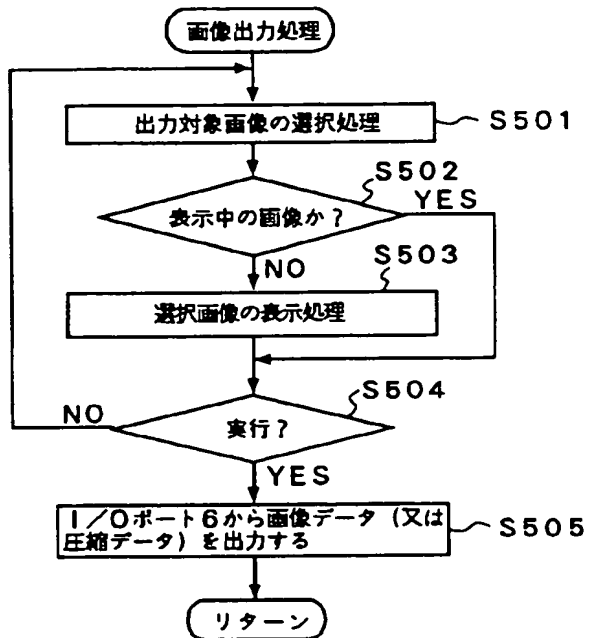 画像出力処理
出力対象画像の選択処理
S501
S502
表示中の画像か?
YES
NO
S503
選択画像の表示処理
S504
実行?
NO
YES
I/Oポート6から画像データ(又は
圧縮データ)を出力する
S505
リターン